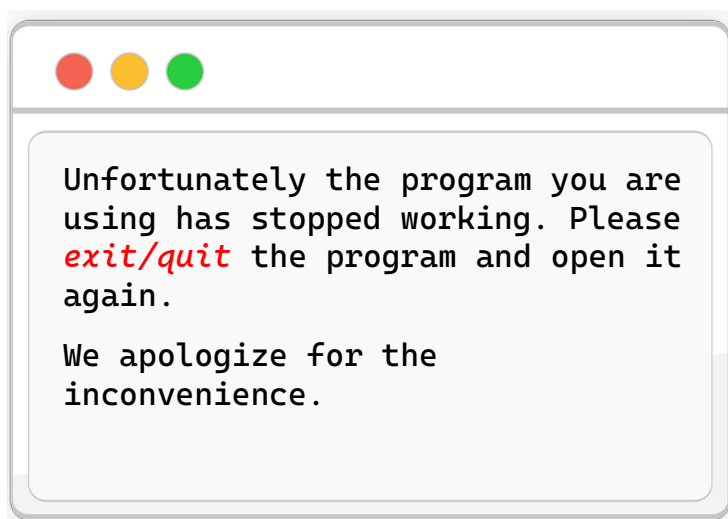 Unfortunately the program you are
using has stopped working. Please
exit/quit the program and open it
again.
We apologize for the
inconvenience.